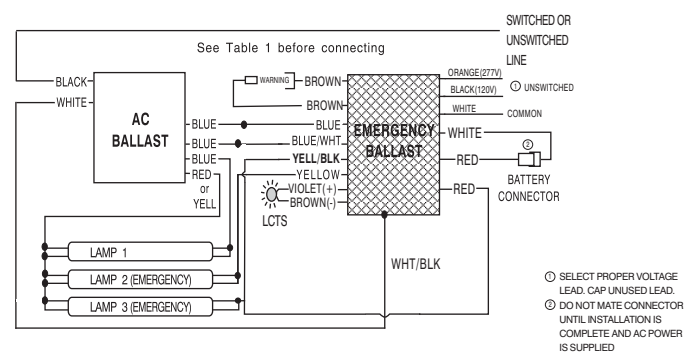 SWITCHED OR
UNSWITCHED
LINE
See Table 1 before connecting
BLACK
WHITE
AC
BALLAST
BLUE
BLUE
BLUE
RED
or
YELL
WARNING
BROWN
BROWN
BLUE
BLUE/WHT
YELL/BLK
YELLOW
VIOLET(+)
BROWN(-)
LCTS
EMERGENCY
BALLAST
ORANGE(277V)
BLACK(120V)
① UNSWITCHED
WHITE
COMMON
WHITE
RED
②
BATTERY
CONNECTOR
RED
WHT/BLK
LAMP 1
LAMP 2 (EMERGENCY)
LAMP 3 (EMERGENCY)
① SELECT PROPER VOLTAGE
LEAD. CAP UNUSED LEAD.
② DO NOT MATE CONNECTOR
UNTIL INSTALLATION IS
COMPLETE AND AC POWER
IS SUPPLIED